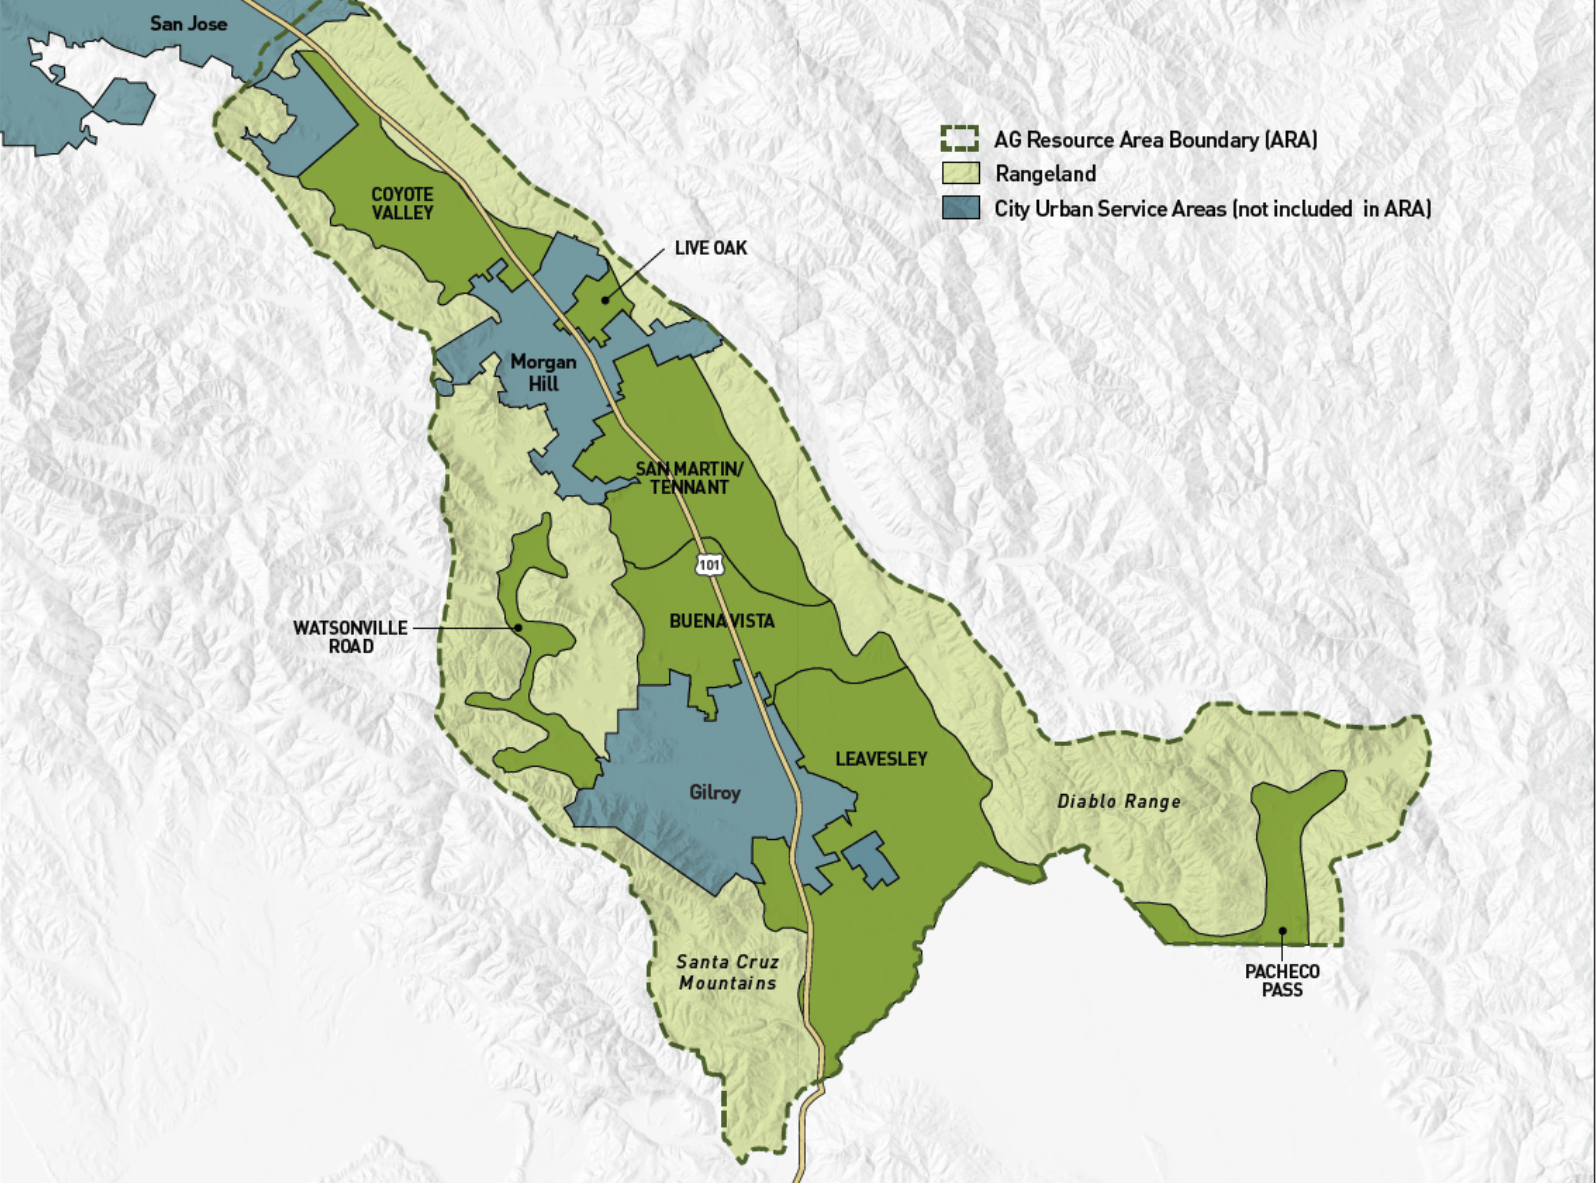 San Jose
AG Resource Area Boundary (ARA)
Rangeland
City Urban Service Areas (not included in ARA)
COYOTE
VALLEY
LIVE OAK
Morgan
Hill
SAN MARTIN/
TENNANT
101
BUENA VISTA
WATSONVILLE
ROAD
LEAVESLEY
Gilroy
Diablo Range
Santa Cruz
Mountains
PACHECO
PASS